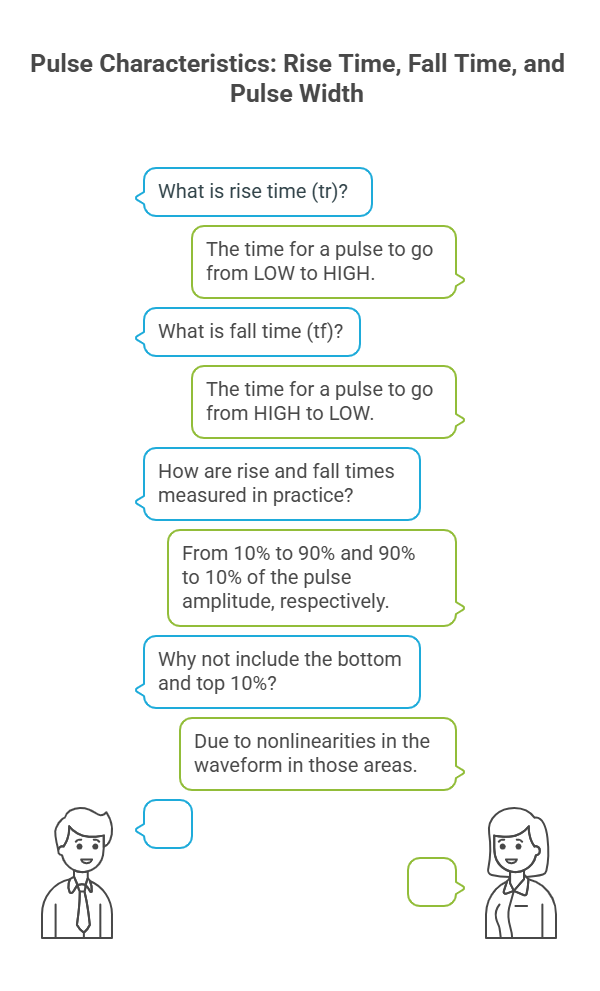 Pulse Characteristics: Rise Time, Fall Time, and
Pulse Width
What is rise time (tr)?
The time for a pulse to go
from LOW to HIGH.
What is fall time (tf)?
The time for a pulse to go
from HIGH to LOW.
How are rise and fall times
measured in practice?
From 10% to 90% and 90%
to 10% of the pulse
amplitude, respectively.
Why not include the bottom
and top 10%?
Due to nonlinearities in the
waveform in those areas.